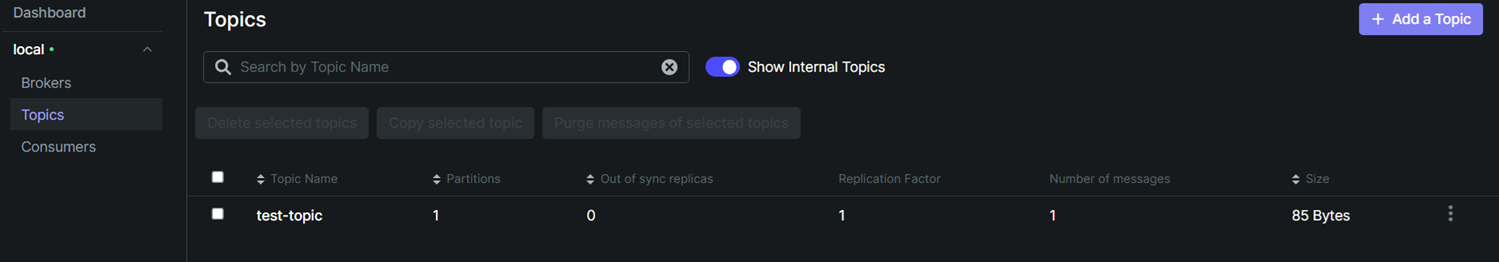 Dashboard
local
Brokers
Topics
Consumers
Topics
+ Add a Topic
Search by Topic Name
Show Internal Topics
Delete selected topics Copy selected topic Purge messages of selected topics
Topic Name Partitions Out of sync replicas Replication Factor Number of messages Size
test-topic 1 0 1 1 85 Bytes